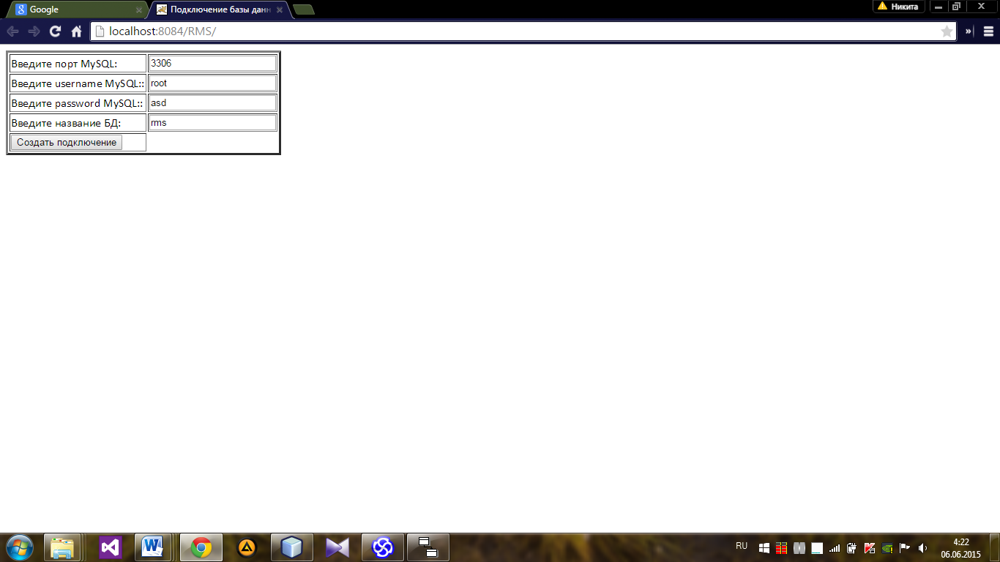 Google
Подключение базы данн
Никита
localhost:8084/RMS/
Введите порт MySQL: 3306
Введите username MySQL:: root
Введите password MySQL:: asd
Введите название БД: rms
Создать подключение
RU
4:22
06.06.2015